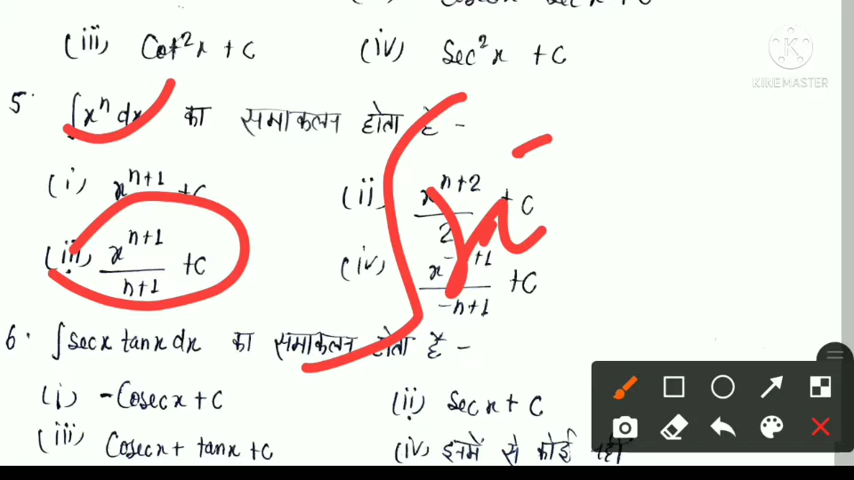 (iii) Cot²x + C (iv) Sec²x + C
KINEMASTER
5. ∫xⁿ dx का समाकलन होता है -
(i) xⁿ⁺¹ + C (ii) xⁿ⁺²/2 + C
(iii) xⁿ⁺¹/n+1 + C (iv) x⁻ⁿ⁺¹/-n+1 + C
6. ∫Secx tanx dx का समाकलन होता है -
(i) -Cosecx + C (ii) Secx + C
(iii) Cosecx + tanx + C (iv) इनमें से कोई नहीं